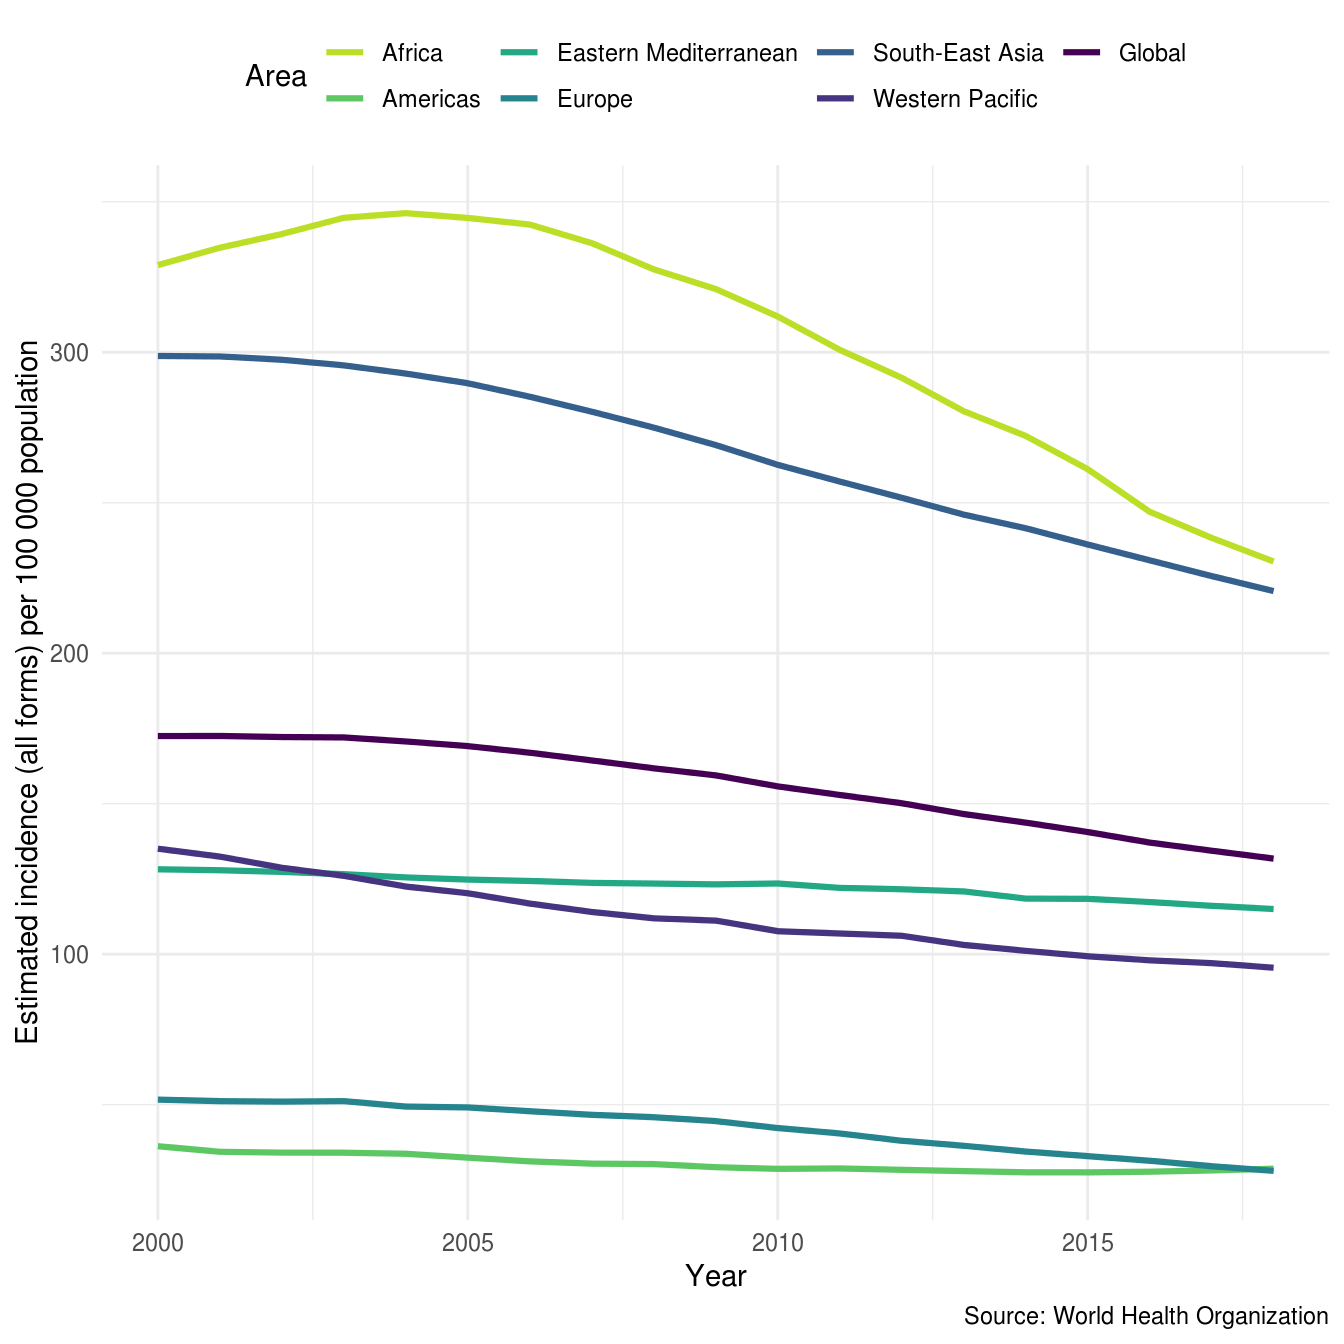 Area
Africa
Eastern Mediterranean
South-East Asia
Global
Americas
Europe
Western Pacific
Estimated incidence (all forms) per 100 000 population
300
200
100
2000
2005
2010
2015
Year
Source: World Health Organization